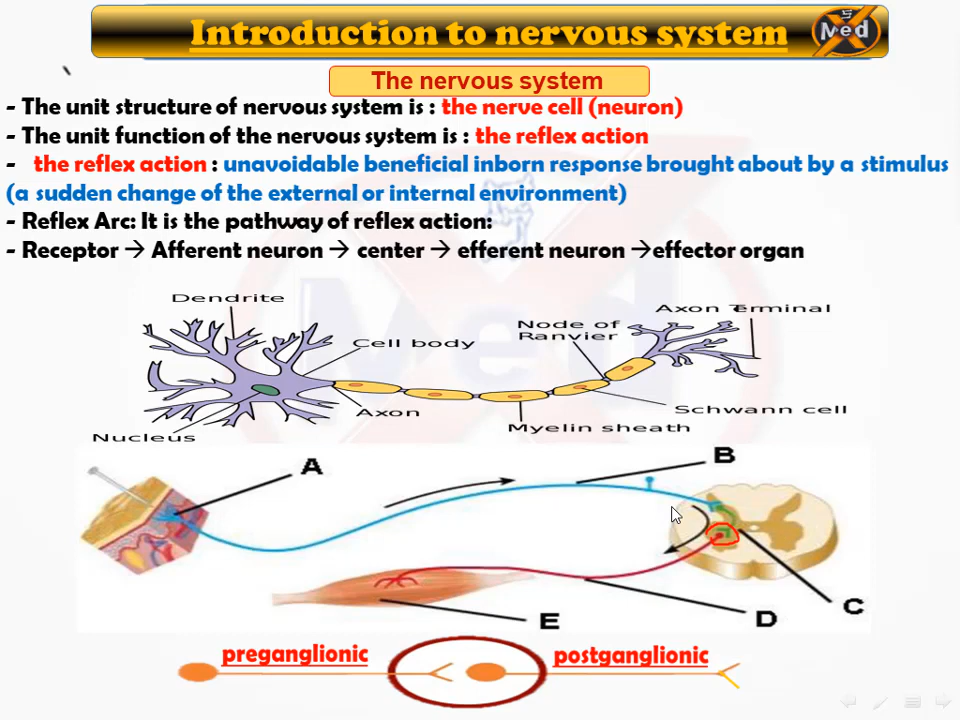 Introduction to nervous system
Med
The nervous system
- The unit structure of nervous system is : the nerve cell (neuron)
- The unit function of the nervous system is : the reflex action
- the reflex action : unavoidable beneficial inborn response brought about by a stimulus
(a sudden change of the external or internal environment)
- Reflex Arc: It is the pathway of reflex action:
- Receptor → Afferent neuron → center → efferent neuron →effector organ
Dendrite
Axon Terminal
Node of
Ranvier
Cell body
Axon
Schwann cell
Myelin sheath
Nucleus
A
B
C
D
E
preganglionic
postganglionic